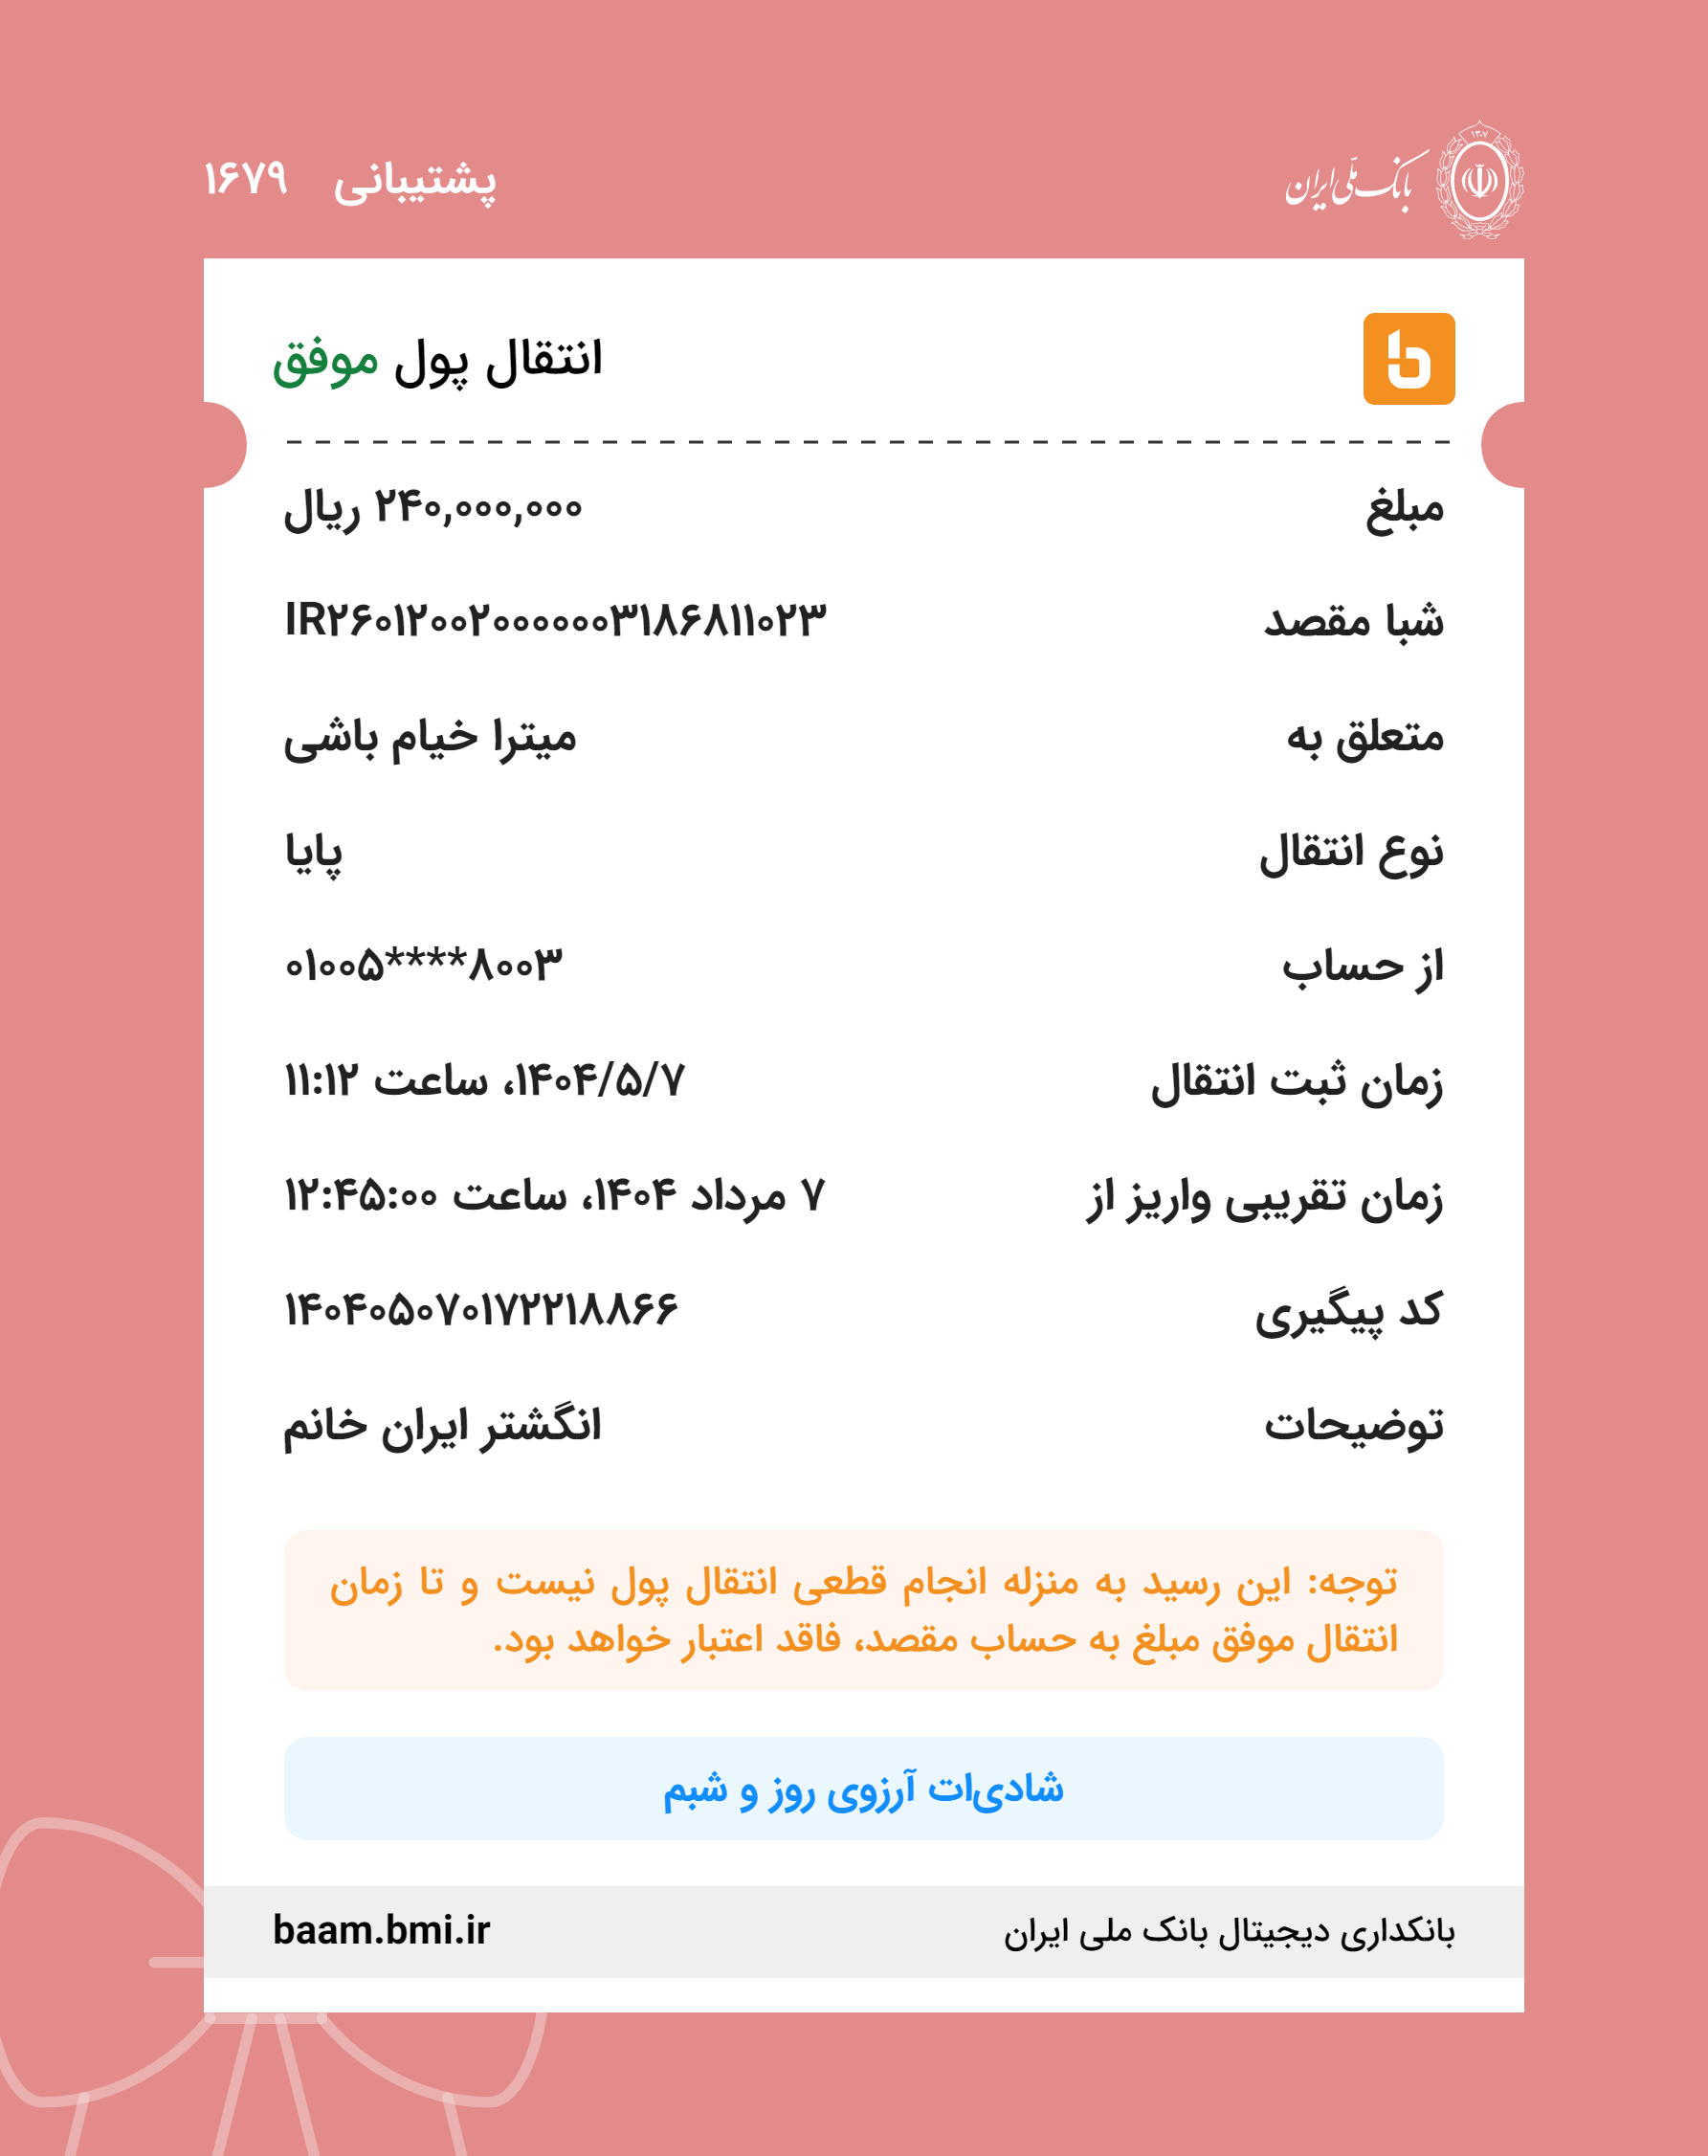 ۱۳۰۷
بانک ملّی ایران
پشتیبانی ۱۶۷۹
انتقال پول موفق
مبلغ ۲۴۰,۰۰۰,۰۰۰ ریال
شبا مقصد IR۲۶۰۱۲۰۰۲۰۰۰۰۰۰۳۱۸۶۸۱۱۰۲۳
متعلق به میترا خیام باشی
نوع انتقال پایا
از حساب ۰۱۰۰۵****۸۰۰۳
زمان ثبت انتقال ۱۴۰۴/۵/۷، ساعت ۱۱:۱۲
زمان تقریبی واریز از ۷ مرداد ۱۴۰۴، ساعت ۱۲:۴۵:۰۰
کد پیگیری ۱۴۰۴۰۵۰۷۰۱۷۲۲۱۸۸۶۶
توضیحات انگشتر ایران خانم
توجه: این رسید به منزله انجام قطعی انتقال پول نیست و تا زمان
انتقال موفق مبلغ به حساب مقصد، فاقد اعتبار خواهد بود.
شادی‌ات آرزوی روز و شبم
بانکداری دیجیتال بانک ملی ایران baam.bmi.ir